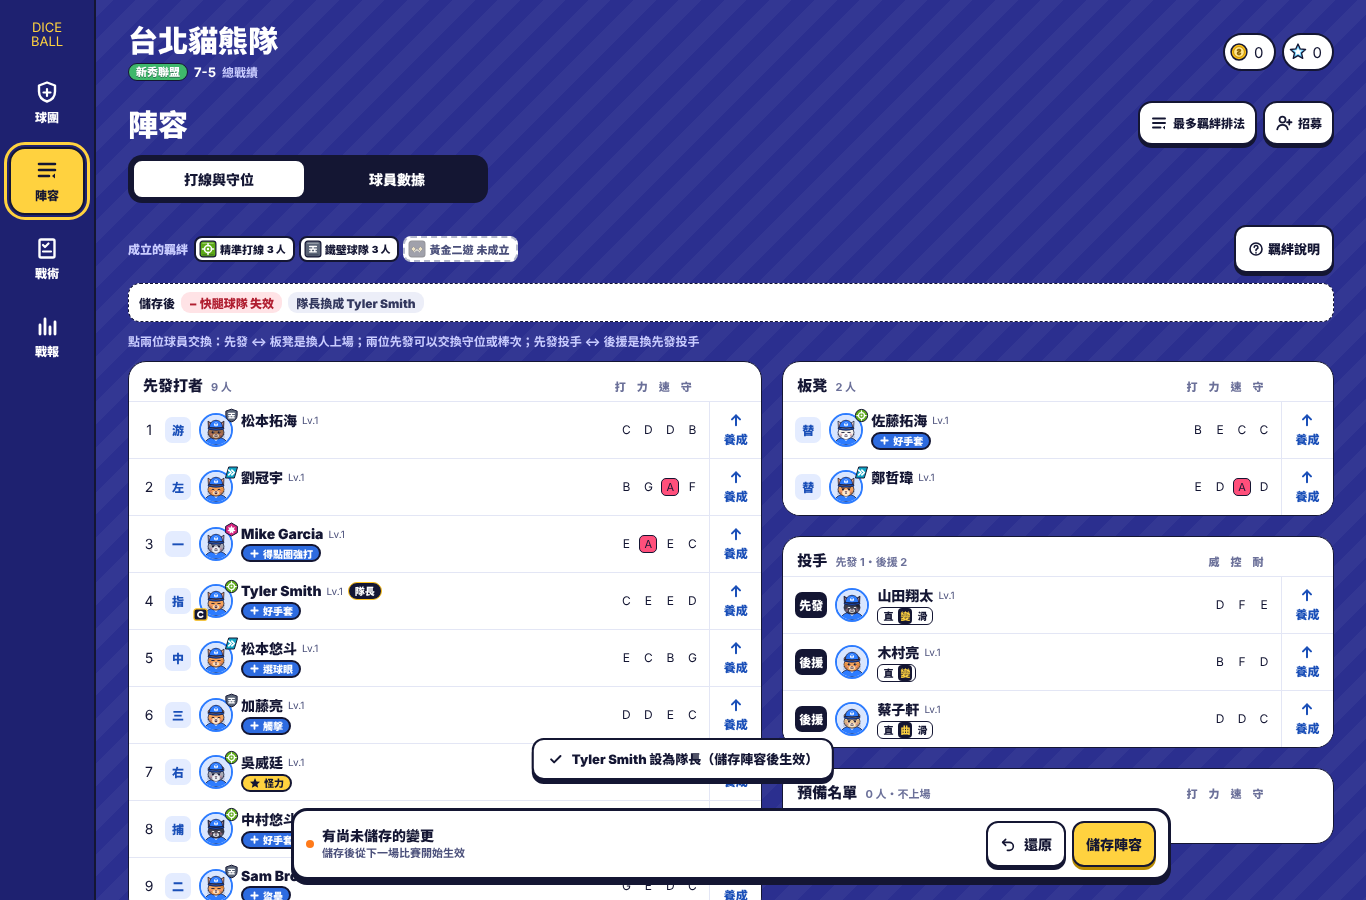 DICE
BALL
球團
陣容
戰術
戰報
台北貓熊隊
新秀聯盟 7-5 總戰績
0 0
陣容
最多羈絆排法 招募
打線與守位 球員數據
成立的羈絆 精準打線 3 人 鐵壁球隊 3 人 黃金二遊 未成立
羈絆說明
儲存後 − 快腿球隊 失效 隊長換成 Tyler Smith
點兩位球員交換：先發 ↔ 板凳是換人上場；兩位先發可以交換守位或棒次；先發投手 ↔ 後援是換先發投手
先發打者 9 人 打 力 速 守
1 游 松本拓海 Lv.1 C D D B ↑ 養成
2 左 劉冠宇 Lv.1 B G A F ↑ 養成
3 一 Mike Garcia Lv.1 E A E C ↑ 養成
+ 得點圈強打
4 指 C Tyler Smith Lv.1 隊長 C E E D ↑ 養成
+ 好手套
5 中 松本悠斗 Lv.1 E C B G ↑ 養成
+ 選球眼
6 三 加藤亮 Lv.1 D D E C ↑ 養成
+ 觸擊
7 右 吳威廷 Lv.1
★ 怪力
8 捕 中村悠斗
+ 好手套
9 二 Sam Br G E D C 養成
+ 盜壘
板凳 2 人 打 力 速 守
替 佐藤拓海 Lv.1 B E C C ↑ 養成
+ 好手套
替 鄭哲瑋 Lv.1 E D A D ↑ 養成
投手 先發 1・後援 2 威 控 耐
先發 山田翔太 Lv.1 D F E ↑ 養成
直 變 滑
後援 木村亮 Lv.1 B F D ↑ 養成
直 變
後援 蔡子軒 Lv.1 D D C ↑ 養成
直 曲 滑
預備名單 0 人・不上場 打 力 速 守
Tyler Smith 設為隊長（儲存陣容後生效）
有尚未儲存的變更
儲存後從下一場比賽開始生效
還原 儲存陣容